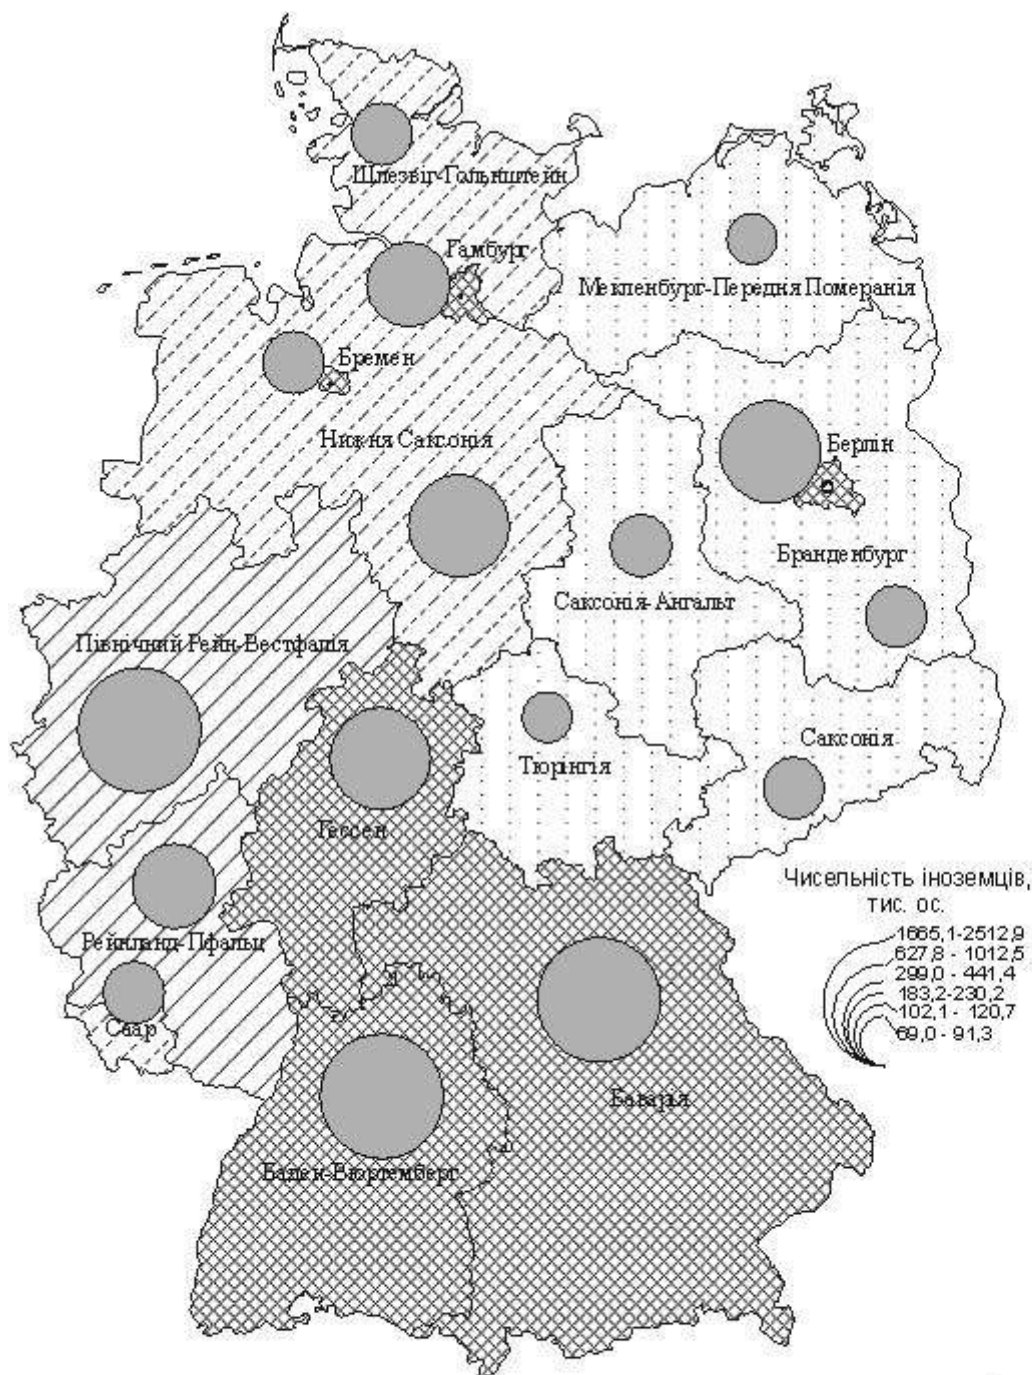 Шлезвіг-Гольштейн
Гамбург
Мекленбург-Передня Померанія
Бремен
Нижня Саксонія
Берлін
Бранденбург
Саксонія-Ангальт
Північний Рейн-Вестфалія
Саксонія
Тюрінгія
Гессен
Чисельність іноземців,
тис. ос.
1665,1-2512,9
627,8 - 1012,5
299,0 - 441,4
183,2-230,2
102,1 - 120,7
69,0 - 91,3
Рейнланд-Пфальц
Саар
Баварія
Баден-Вюртемберг